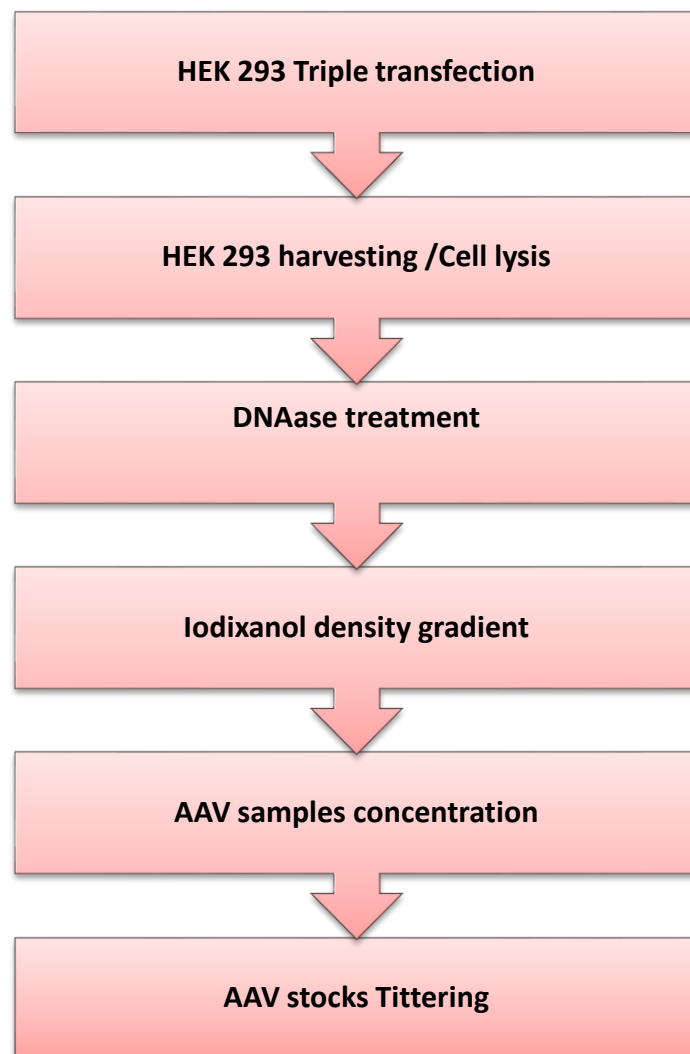 HEK 293 Triple transfection
HEK 293 harvesting /Cell lysis
DNAase treatment
Iodixanol density gradient
AAV samples concentration
AAV stocks Tittering